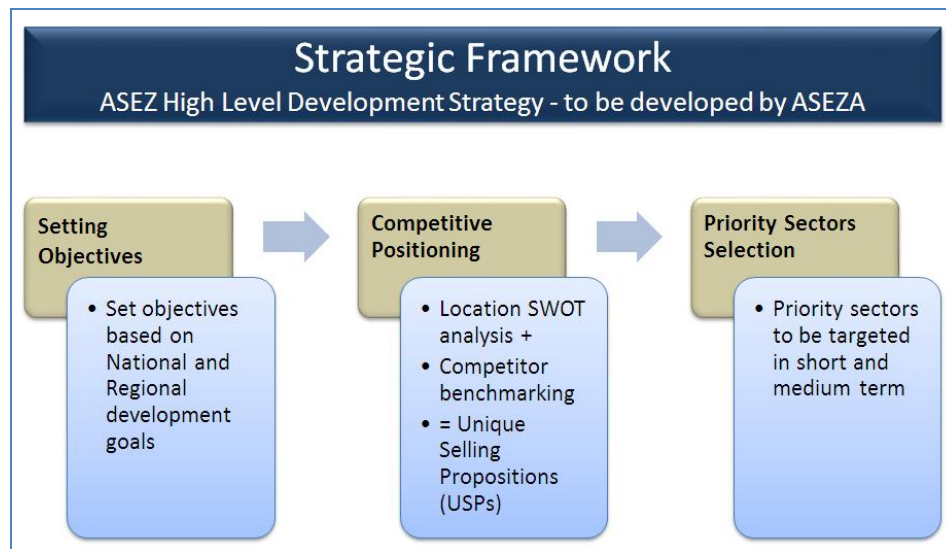 Strategic Framework
ASEZ High Level Development Strategy - to be developed by ASEZA
Setting
Objectives
• Set objectives
based on
National and
Regional
development
goals
Competitive
Positioning
• Location SWOT
analysis +
• Competitor
benchmarking
• = Unique
Selling
Propositions
(USPs)
Priority Sectors
Selection
• Priority sectors
to be targeted
in short and
medium term